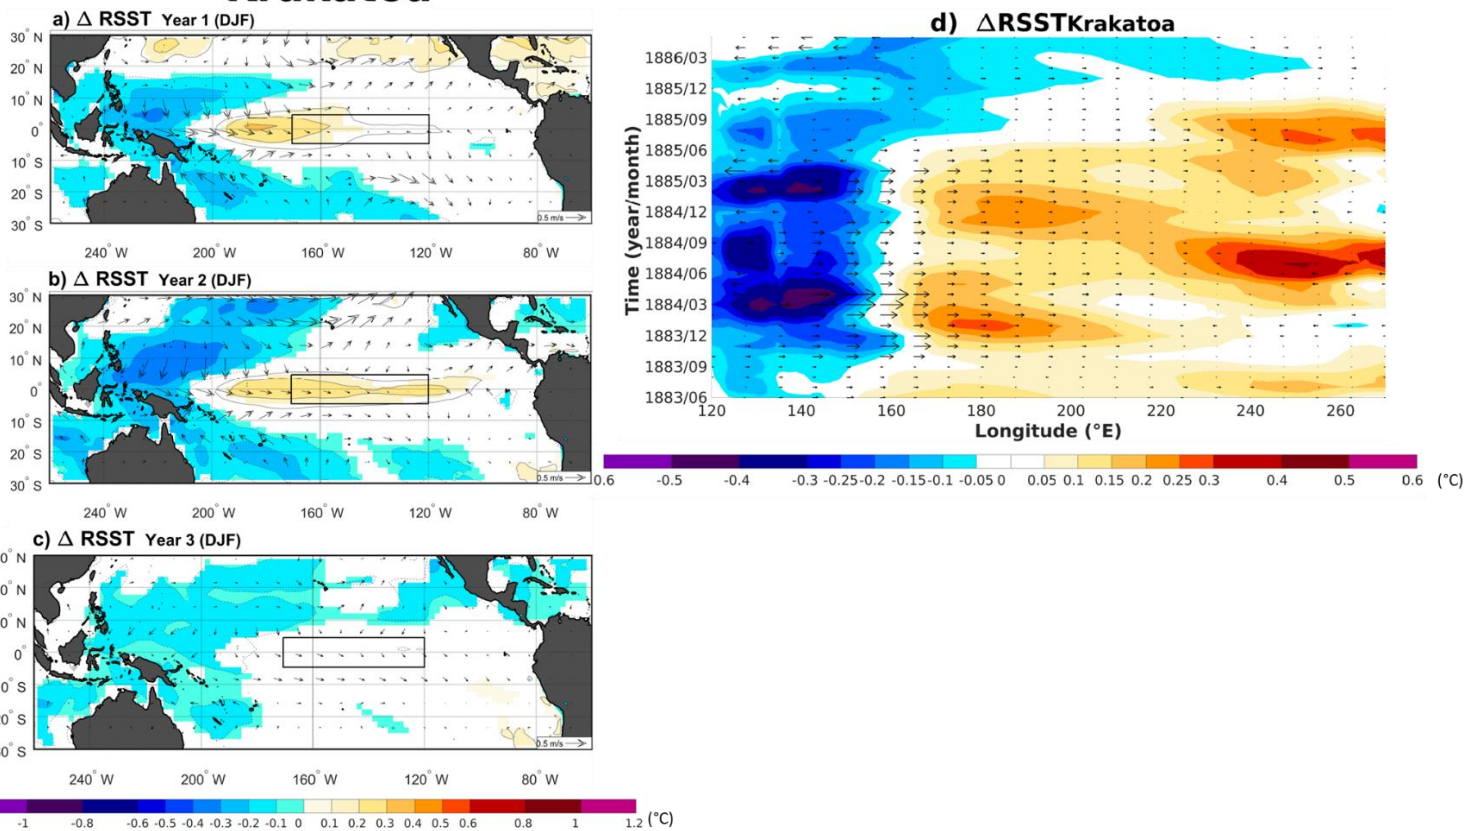 a) Δ RSST Year 1 (DJF)
30° N
20° N
10° N
0°
10° S
20° S
30° S
0.5 m/s
240° W 200° W 160° W 120° W 80° W
b) Δ RSST Year 2 (DJF)
30° N
20° N
10° N
0°
10° S
20° S
30° S
0.5 m/s
240° W 200° W 160° W 120° W 80° W
c) Δ RSST Year 3 (DJF)
0° N
0° N
0° N
0°
0° S
0° S
0° S
0.5 m/s
240° W 200° W 160° W 120° W 80° W
-1 -0.8 -0.6 -0.5 -0.4 -0.3 -0.2 -0.1 0 0.1 0.2 0.3 0.4 0.5 0.6 0.8 1 1.2 (°C)
d) ΔRSSTKrakatoa
Time (year/month)
1886/03
1885/12
1885/09
1885/06
1885/03
1884/12
1884/09
1884/06
1884/03
1883/12
1883/09
1883/06
120 140 160 180 200 220 240 260
Longitude (°E)
0.6 -0.5 -0.4 -0.3 -0.25 -0.2 -0.15 -0.1 -0.05 0 0.05 0.1 0.15 0.2 0.25 0.3 0.4 0.5 0.6 (°C)